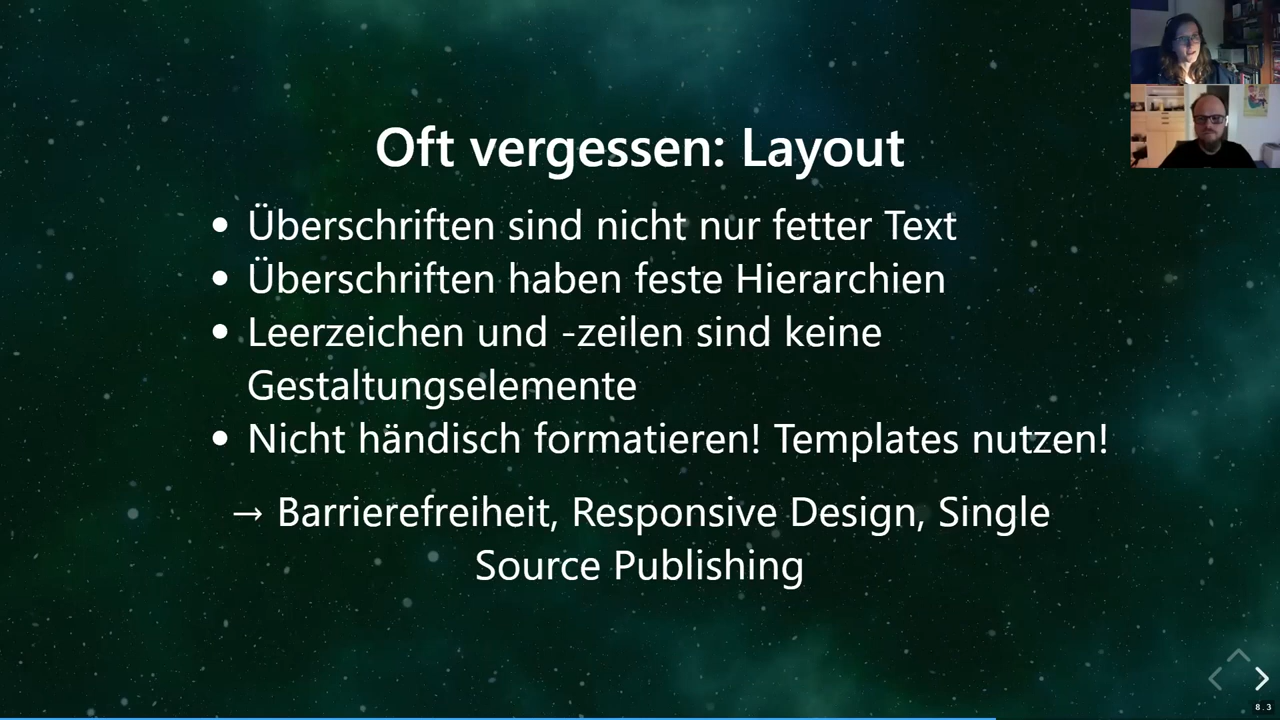 Oft vergessen: Layout
• Überschriften sind nicht nur fetter Text
• Überschriften haben feste Hierarchien
• Leerzeichen und -zeilen sind keine
Gestaltungselemente
• Nicht händisch formatieren! Templates nutzen!
→ Barrierefreiheit, Responsive Design, Single
Source Publishing
8.3